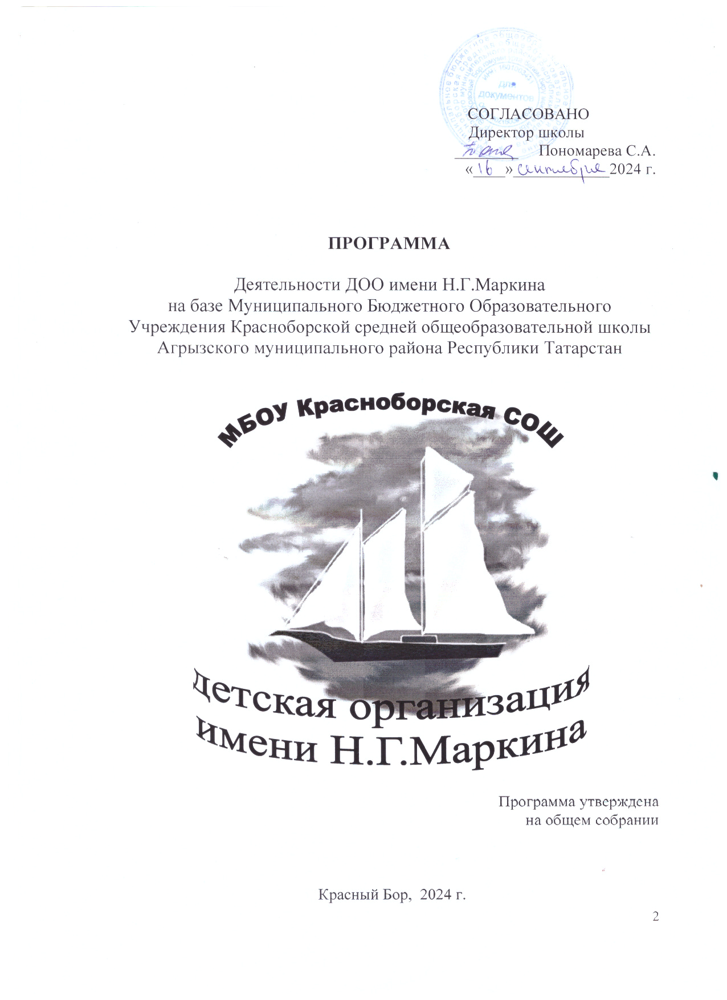 для
документов
СОГЛАСОВАНО
Директор школы
Пономарева С.А.
«16» сентября 2024 г.
ПРОГРАММА
Деятельности ДОО имени Н.Г.Маркина
на базе Муниципального Бюджетного Образовательного
Учреждения Красноборской средней общеобразовательной школы
Агрызского муниципального района Республики Татарстан
МБОУ Красноборская СОШ
детская организация
имени Н.Г.Маркина
Программа утверждена
на общем собрании
Красный Бор, 2024 г.
2